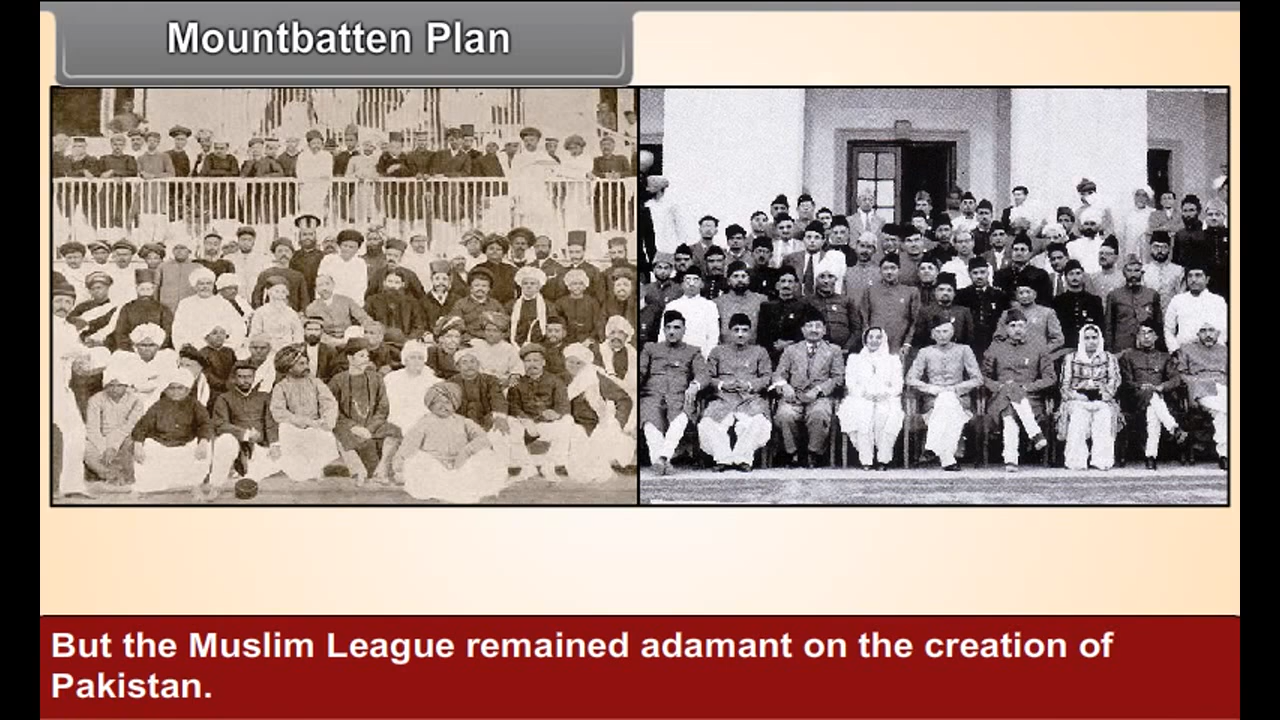 Mountbatten Plan
But the Muslim League remained adamant on the creation of
Pakistan.